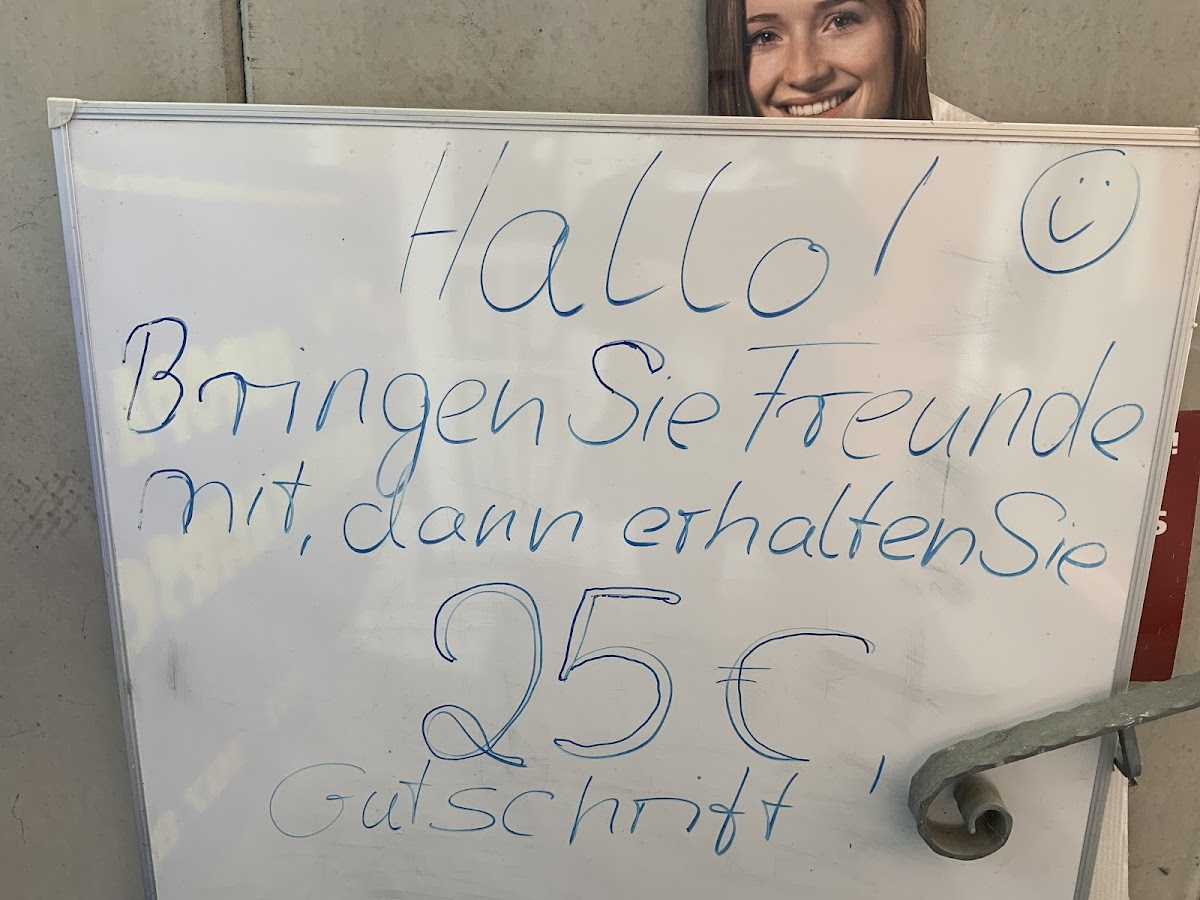 Hallo!
Bringen Sie Freunde
mit, dann erhalten Sie
25 €
Gutschrift!